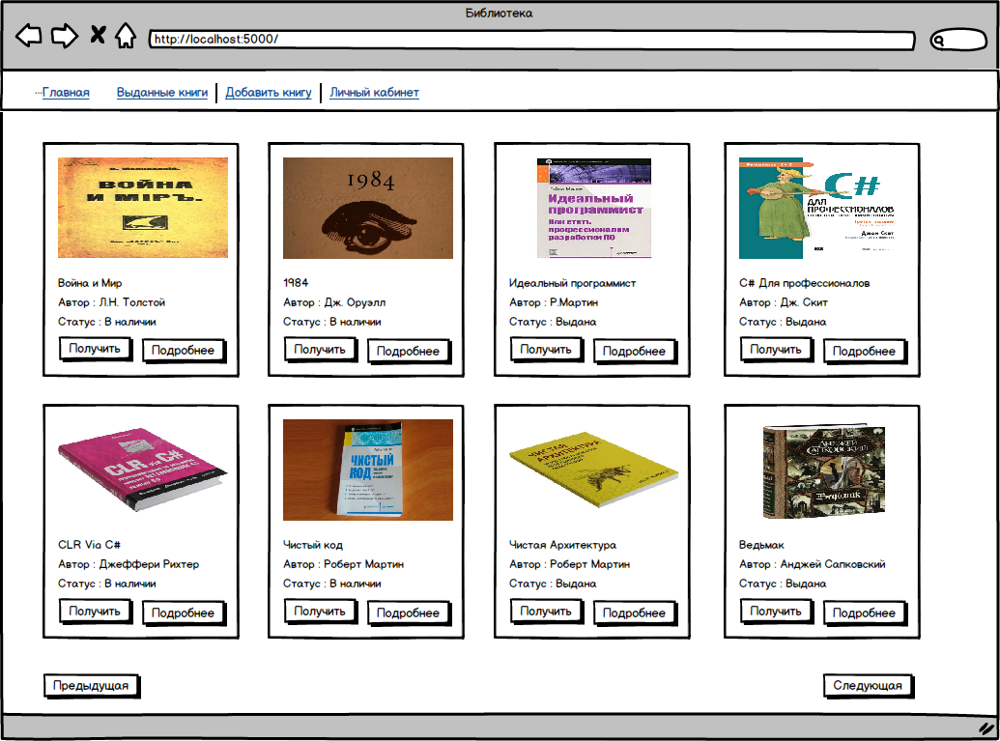 Библиотека
http://localhost:5000/
Главная Выданные книги Добавить книгу Личный кабинет
ВОЙНА
И МІРЪ.
1984
Идеальный
программист
Как стать
профессионалом
разработки ПО
C#
ДЛЯ
ПРОФЕССИОНАЛОВ
Джон Скит
Война и Мир
Автор : Л.Н. Толстой
Статус : В наличии
Получить Подробнее
1984
Автор : Дж. Оруэлл
Статус : В наличии
Получить Подробнее
Идеальный программист
Автор : Р.Мартин
Статус : Выдана
Получить Подробнее
C# Для профессионалов
Автор : Дж. Скит
Статус : Выдана
Получить Подробнее
CLR via C#
ЧИСТЫЙ
КОД
ЧИСТАЯ
АРХИТЕКТУРА
АНДЖЕЙ
САПКОВСКИЙ
Ведьмак
CLR Via C#
Автор : Джеффери Рихтер
Статус : В наличии
Получить Подробнее
Чистый код
Автор : Роберт Мартин
Статус : В наличии
Получить Подробнее
Чистая Архитектура
Автор : Роберт Мартин
Статус : Выдана
Получить Подробнее
Ведьмак
Автор : Анджей Сапковский
Статус : Выдана
Получить Подробнее
Предыдущая Следующая